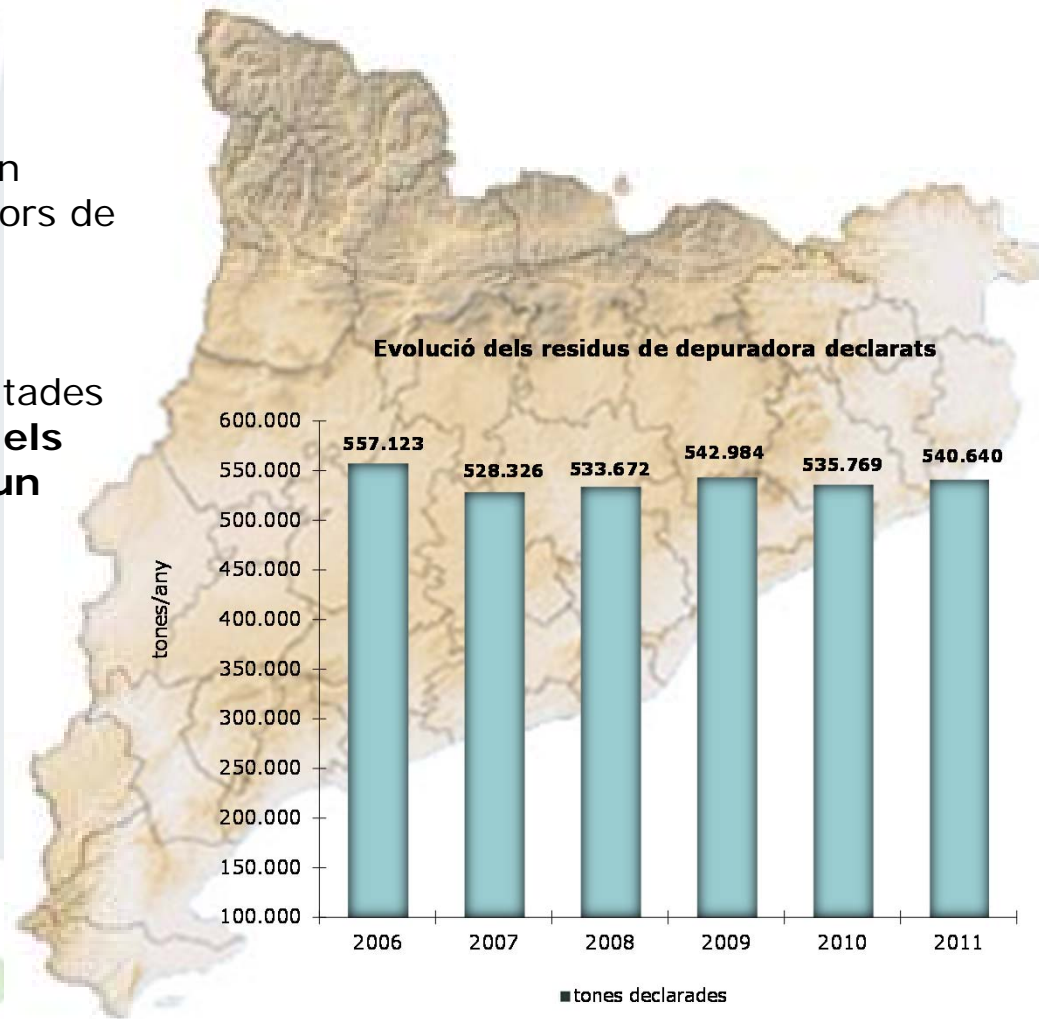 n
ors de
tades
els
un
Evolució dels residus de depuradora declarats
600.000
550.000
500.000
450.000
400.000
350.000
300.000
250.000
200.000
150.000
100.000
tones/any
557.123
528.326
533.672
542.984
535.769
540.640
2006 2007 2008 2009 2010 2011
tones declarades